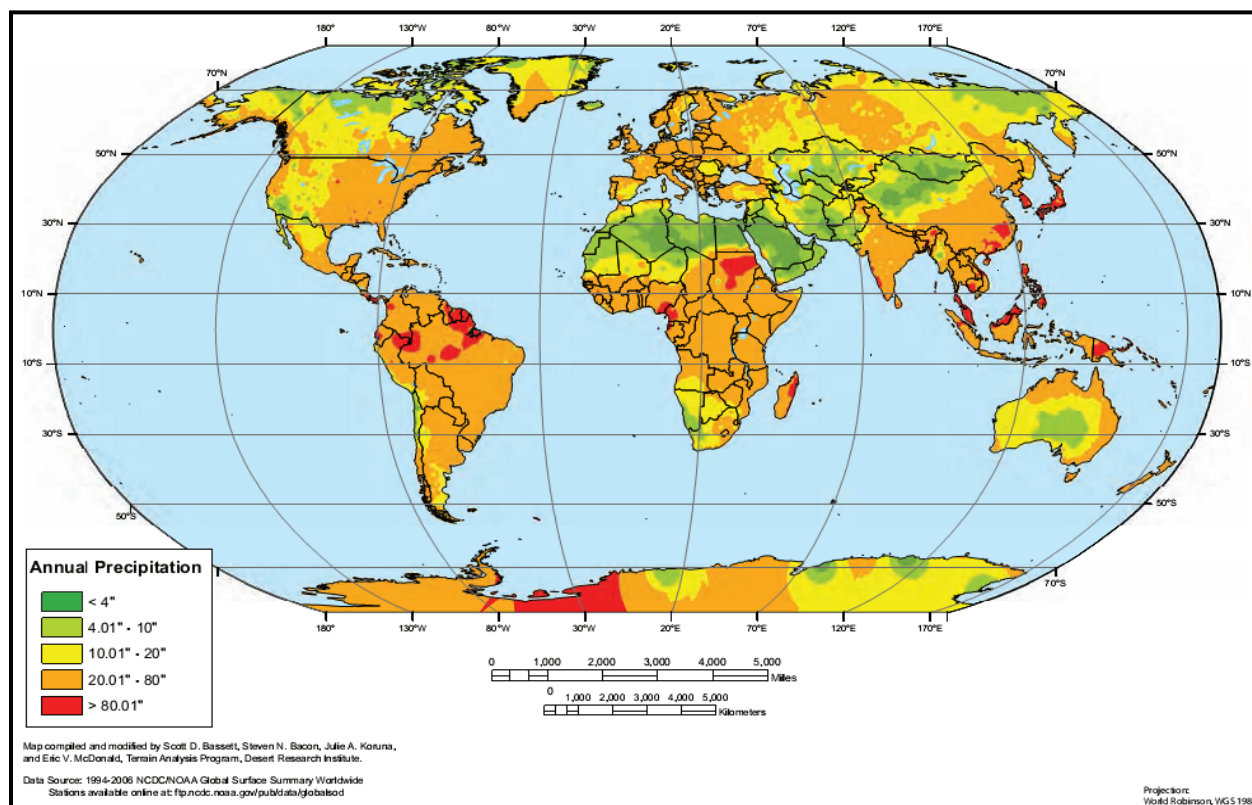 180° 130°W 80°W 30°W 20°E 70°E 120°E 170°E
70°N 70°N
50°N 50°N
30°N 30°N
10°N 10°N
10°S 10°S
30°S 30°S
50°S 50°S
70°S
180° 130°W 80°W 30°W 20°E 70°E 120°E 170°E
Annual Precipitation
< 4"
4.01" - 10"
10.01" - 20"
20.01" - 80"
> 80.01"
0 1,000 2,000 3,000 4,000 5,000
Miles
0 1,000 2,000 3,000 4,000 5,000
Kilometers
Map compiled and modified by Scott D. Bassett, Steven N. Bacon, Julie A. Koruna,
and Eric V. McDonald, Terrain Analysis Program, Desert Research Institute.
Data Source: 1994-2006 NCDC/NOAA Global Surface Summary Worldwide
Stations available online at: ftp.ncdc.noaa.gov/pub/data/globalsod
Projection:
World Robinson, WGS 198